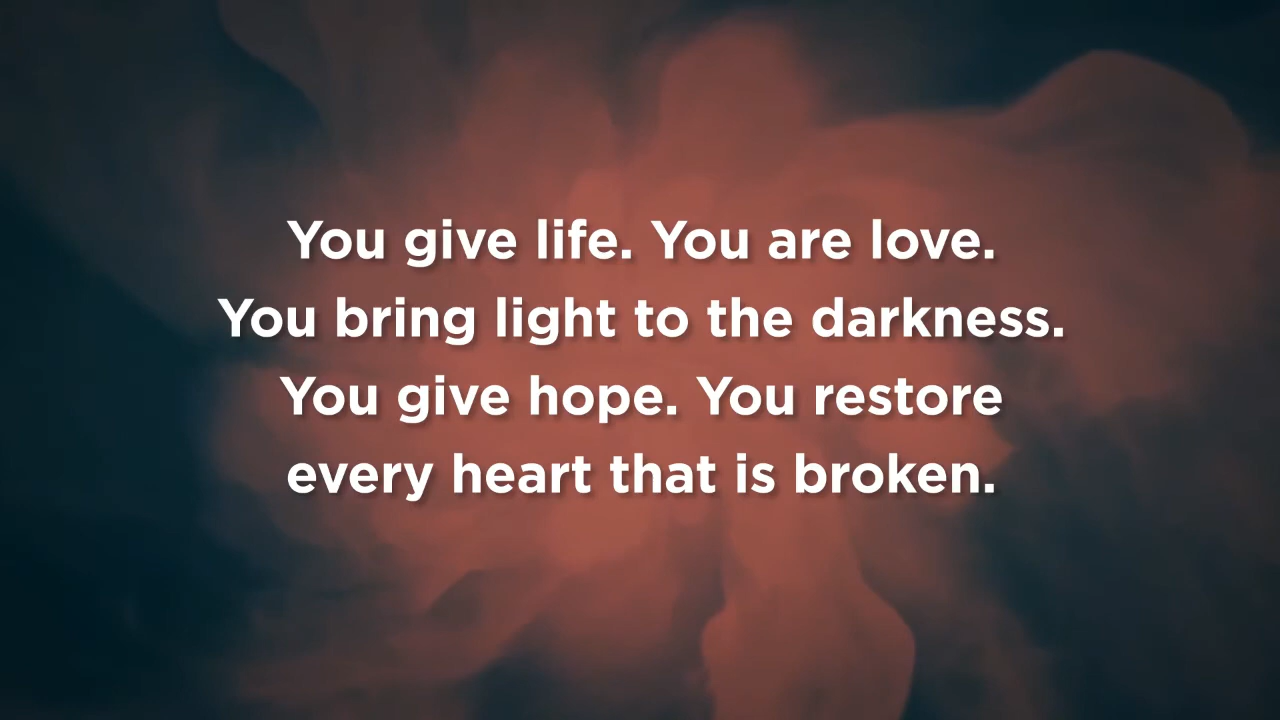 You give life. You are love.
You bring light to the darkness.
You give hope. You restore
every heart that is broken.